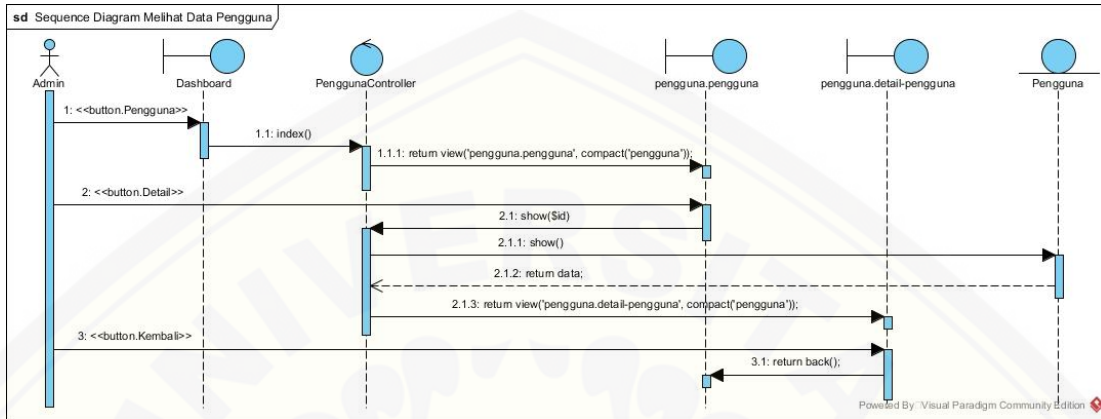 sd Sequence Diagram Melihat Data Pengguna
Admin
Dashboard
PenggunaController
pengguna.pengguna
pengguna.detail-pengguna
Pengguna
1: <<button.Pengguna>>
1.1: index()
1.1.1: return view('pengguna.pengguna', compact('pengguna'));
2: <<button.Detail>>
2.1: show($id)
2.1.1: show()
2.1.2: return data;
2.1.3: return view('pengguna.detail-pengguna', compact('pengguna'));
3: <<button.Kembali>>
3.1: return back();
Powered By Visual Paradigm Community Edition
UNIVERSITA